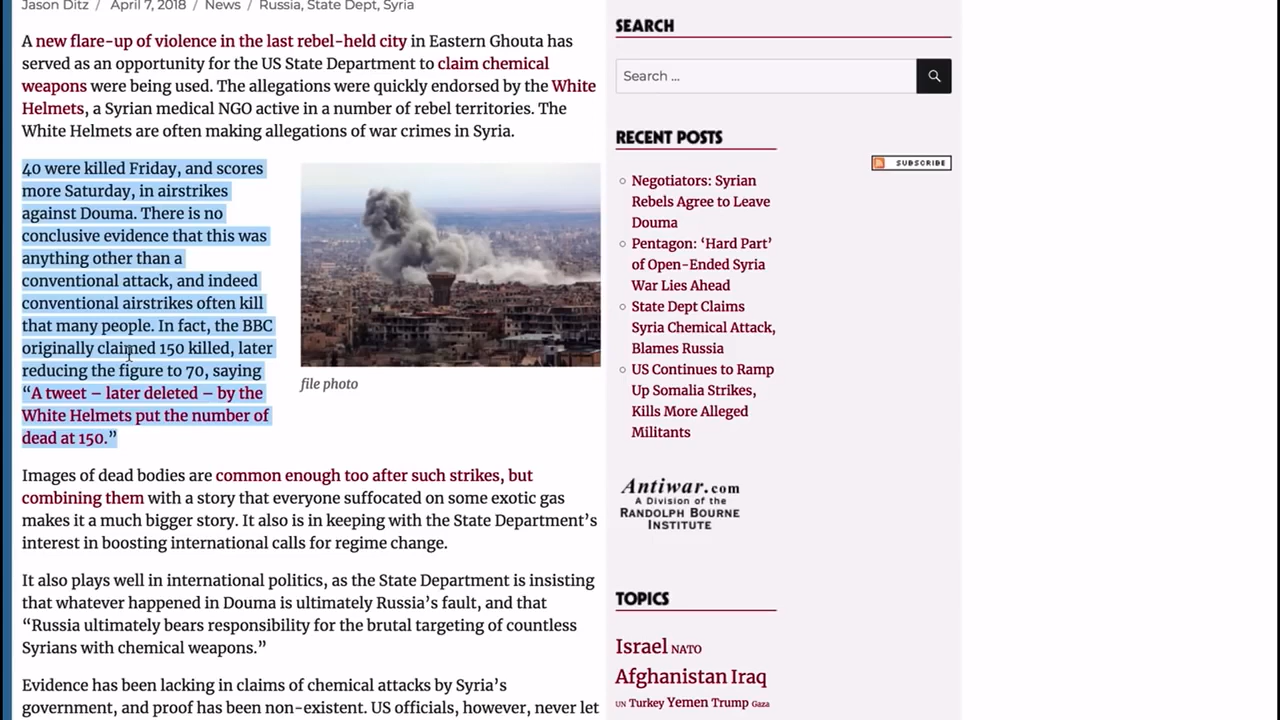 Jason Ditz / April 7, 2018 / News / Russia, State Dept, Syria
A new flare-up of violence in the last rebel-held city in Eastern Ghouta has
served as an opportunity for the US State Department to claim chemical
weapons were being used. The allegations were quickly endorsed by the White
Helmets, a Syrian medical NGO active in a number of rebel territories. The
White Helmets are often making allegations of war crimes in Syria.
40 were killed Friday, and scores
more Saturday, in airstrikes
against Douma. There is no
conclusive evidence that this was
anything other than a
conventional attack, and indeed
conventional airstrikes often kill
that many people. In fact, the BBC
originally claimed 150 killed, later
reducing the figure to 70, saying
“A tweet – later deleted – by the
White Helmets put the number of
dead at 150.”
file photo
Images of dead bodies are common enough too after such strikes, but
combining them with a story that everyone suffocated on some exotic gas
makes it a much bigger story. It also is in keeping with the State Department’s
interest in boosting international calls for regime change.
It also plays well in international politics, as the State Department is insisting
that whatever happened in Douma is ultimately Russia’s fault, and that
“Russia ultimately bears responsibility for the brutal targeting of countless
Syrians with chemical weapons.”
Evidence has been lacking in claims of chemical attacks by Syria’s
government, and proof has been non-existent. US officials, however, never let
SEARCH
Search ...
RECENT POSTS
SUBSCRIBE
Negotiators: Syrian
Rebels Agree to Leave
Douma
Pentagon: ‘Hard Part’
of Open-Ended Syria
War Lies Ahead
State Dept Claims
Syria Chemical Attack,
Blames Russia
US Continues to Ramp
Up Somalia Strikes,
Kills More Alleged
Militants
Antiwar.com
A Division of the
RANDOLPH BOURNE
INSTITUTE
TOPICS
Israel NATO
Afghanistan Iraq
UN Turkey Yemen Trump Gaza